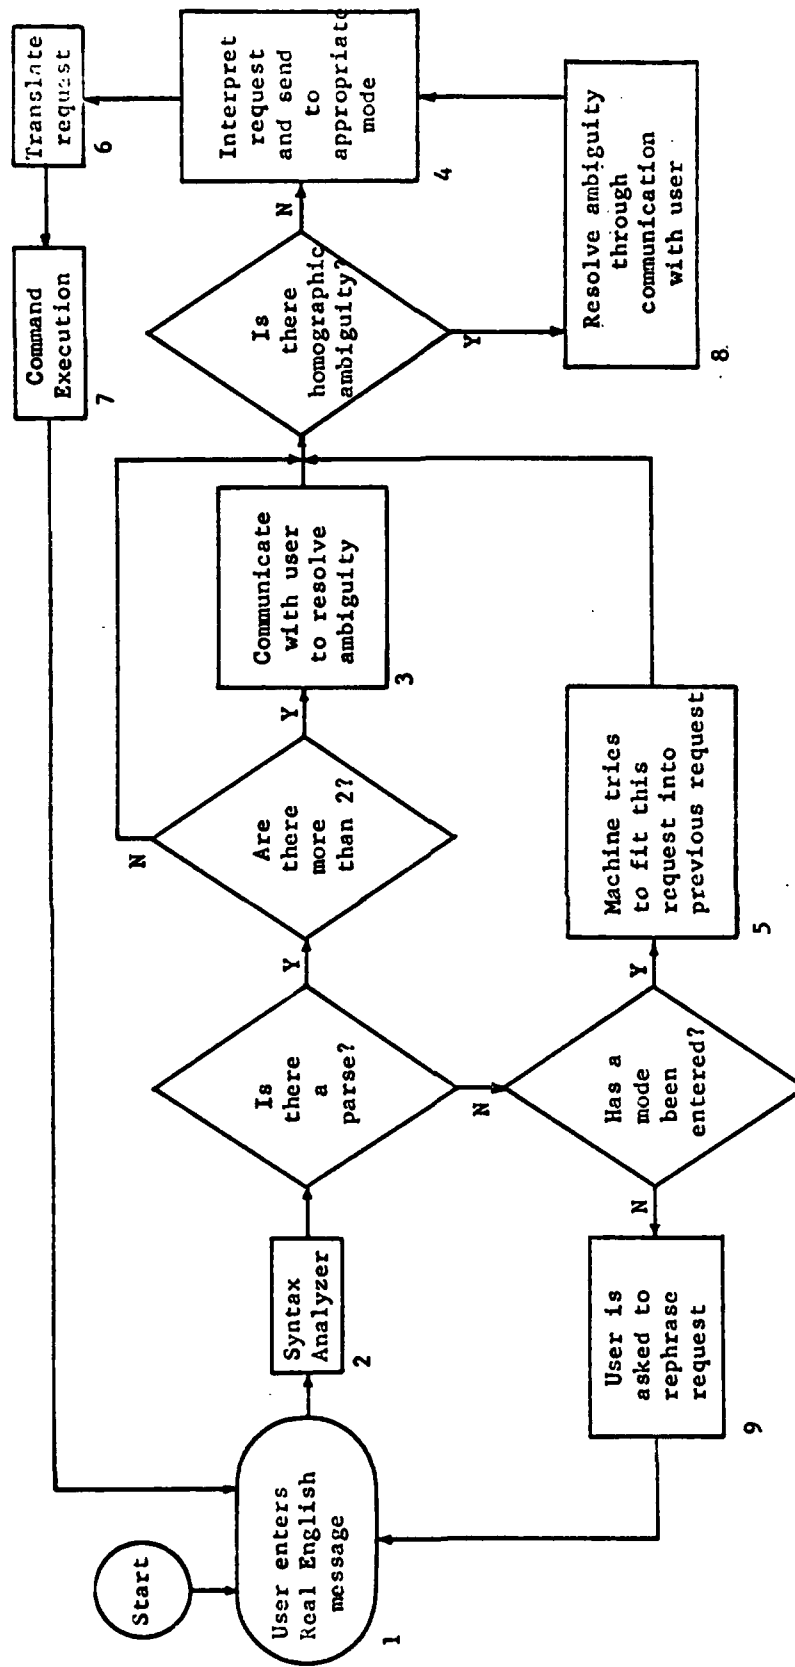 Start
User enters
Real English
message
1
Syntax
Analyzer
2
Is
there
a
parse?
Y
N
Are
there
more
than 2?
N
Y
Communicate
with user
to resolve
ambiguity
3
Is
there
homographic
ambiguity?
N
Y
Interpret
request
and send
to
appropriate
mode
4
Translate
request
6
Command
Execution
7
Resolve ambiguity
through
communication
with user
8.
Has a
mode
been
entered?
Y
N
Machine tries
to fit this
request into
previous request
5
User is
asked to
rephrase
request
9